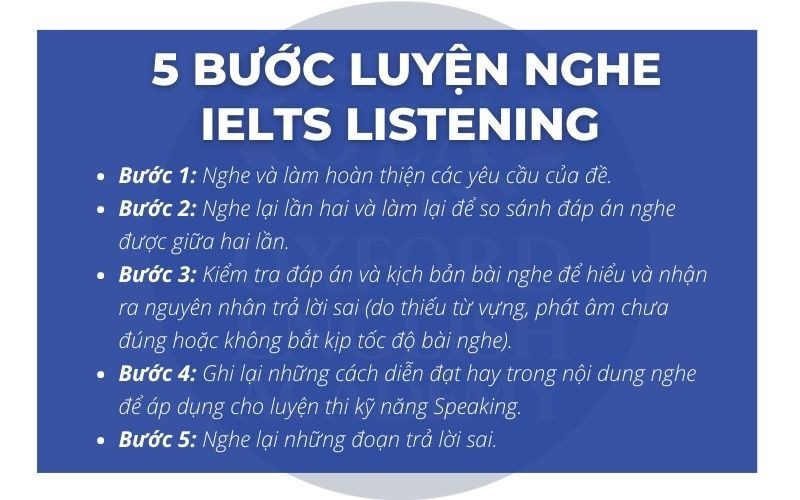 5 BƯỚC LUYỆN NGHE
IELTS LISTENING
• Bước 1: Nghe và làm hoàn thiện các yêu cầu của đề.
• Bước 2: Nghe lại lần hai và làm lại để so sánh đáp án nghe
được giữa hai lần.
• Bước 3: Kiểm tra đáp án và kịch bản bài nghe để hiểu và nhận
ra nguyên nhân trả lời sai (do thiếu từ vựng, phát âm chưa
đúng hoặc không bắt kịp tốc độ bài nghe).
• Bước 4: Ghi lại những cách diễn đạt hay trong nội dung nghe
để áp dụng cho luyện thi kỹ năng Speaking.
• Bước 5: Nghe lại những đoạn trả lời sai.
OXFORD
ENGLISH